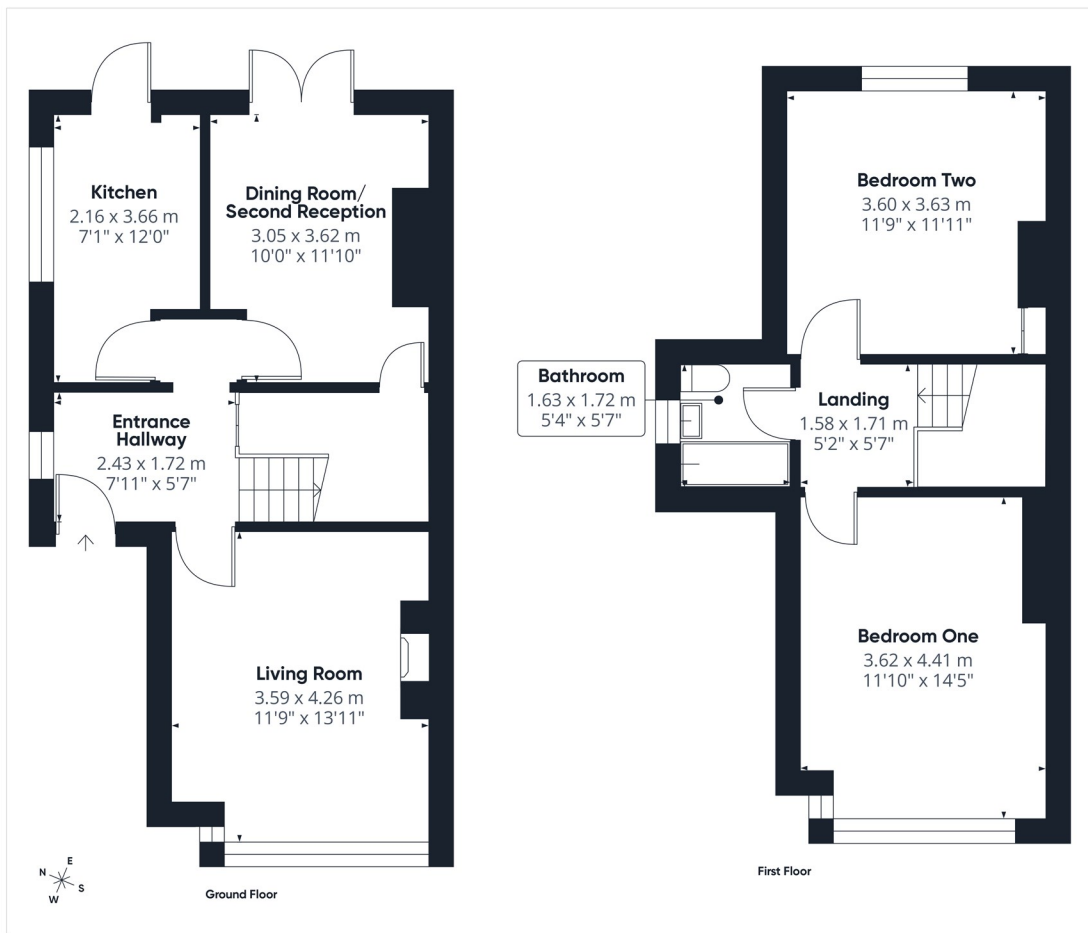 Kitchen
2.16 x 3.66 m
7'1" x 12'0"
Dining Room/
Second Reception
3.05 x 3.62 m
10'0" x 11'10"
Entrance
Hallway
2.43 x 1.72 m
7'11" x 5'7"
Living Room
3.59 x 4.26 m
11'9" x 13'11"
N
E
S
W
Ground Floor
Bedroom Two
3.60 x 3.63 m
11'9" x 11'11"
Bathroom
1.63 x 1.72 m
5'4" x 5'7"
Landing
1.58 x 1.71 m
5'2" x 5'7"
Bedroom One
3.62 x 4.41 m
11'10" x 14'5"
First Floor